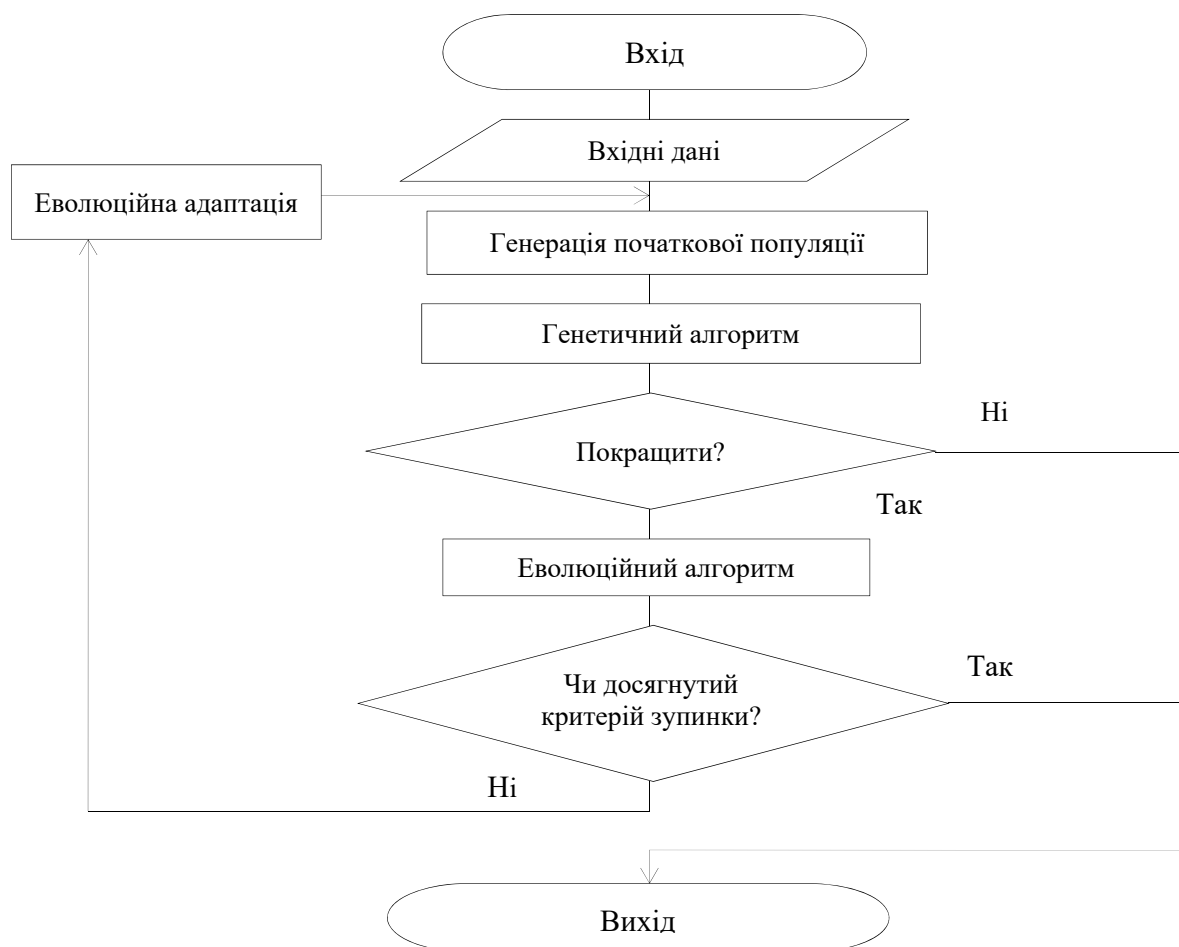 Вхід
Вхідні дані
Еволюційна адаптація
Генерація початкової популяції
Генетичний алгоритм
Ні
Покращити?
Так
Еволюційний алгоритм
Так
Чи досягнутий
критерій зупинки?
Ні
Вихід